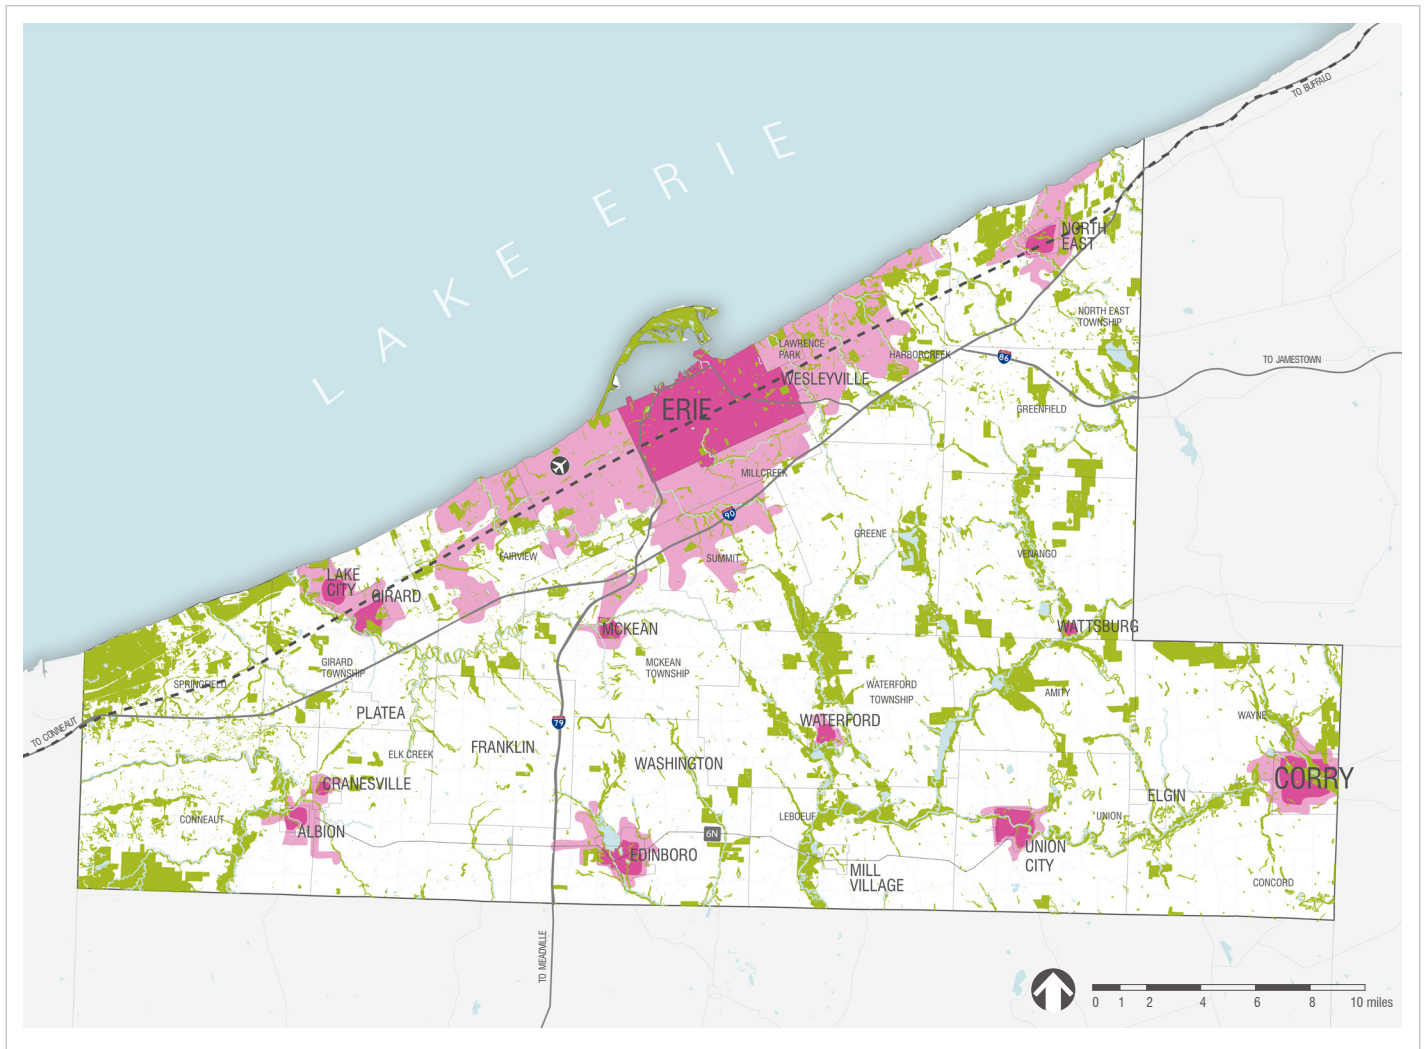 TO BUFFALO
LAKE ERIE
NORTH
EAST
NORTH EAST
TOWNSHIP
LAWRENCE
PARK
HARBORCREEK
86
TO JAMESTOWN
WESLEYVILLE
ERIE
GREENFIELD
MILLCREEK
90
GREENE
FAIRVIEW
SUMMIT
VENANGO
LAKE
CITY
GIRARD
MCKEAN
WATTSBURG
GIRARD
TOWNSHIP
MCKEAN
TOWNSHIP
SPRINGFIELD
WATERFORD
TOWNSHIP
AMITY
PLATEA
WATERFORD
WAYNE
TO CONNEAUT
79
FRANKLIN
ELK CREEK
WASHINGTON
CORRY
CRANESVILLE
ELGIN
CONNEAUT
LEBOEUF
UNION
ALBION
6N
EDINBORO
UNION
CITY
MILL
VILLAGE
CONCORD
TO MEADVILLE
0 1 2 4 6 8 10 miles